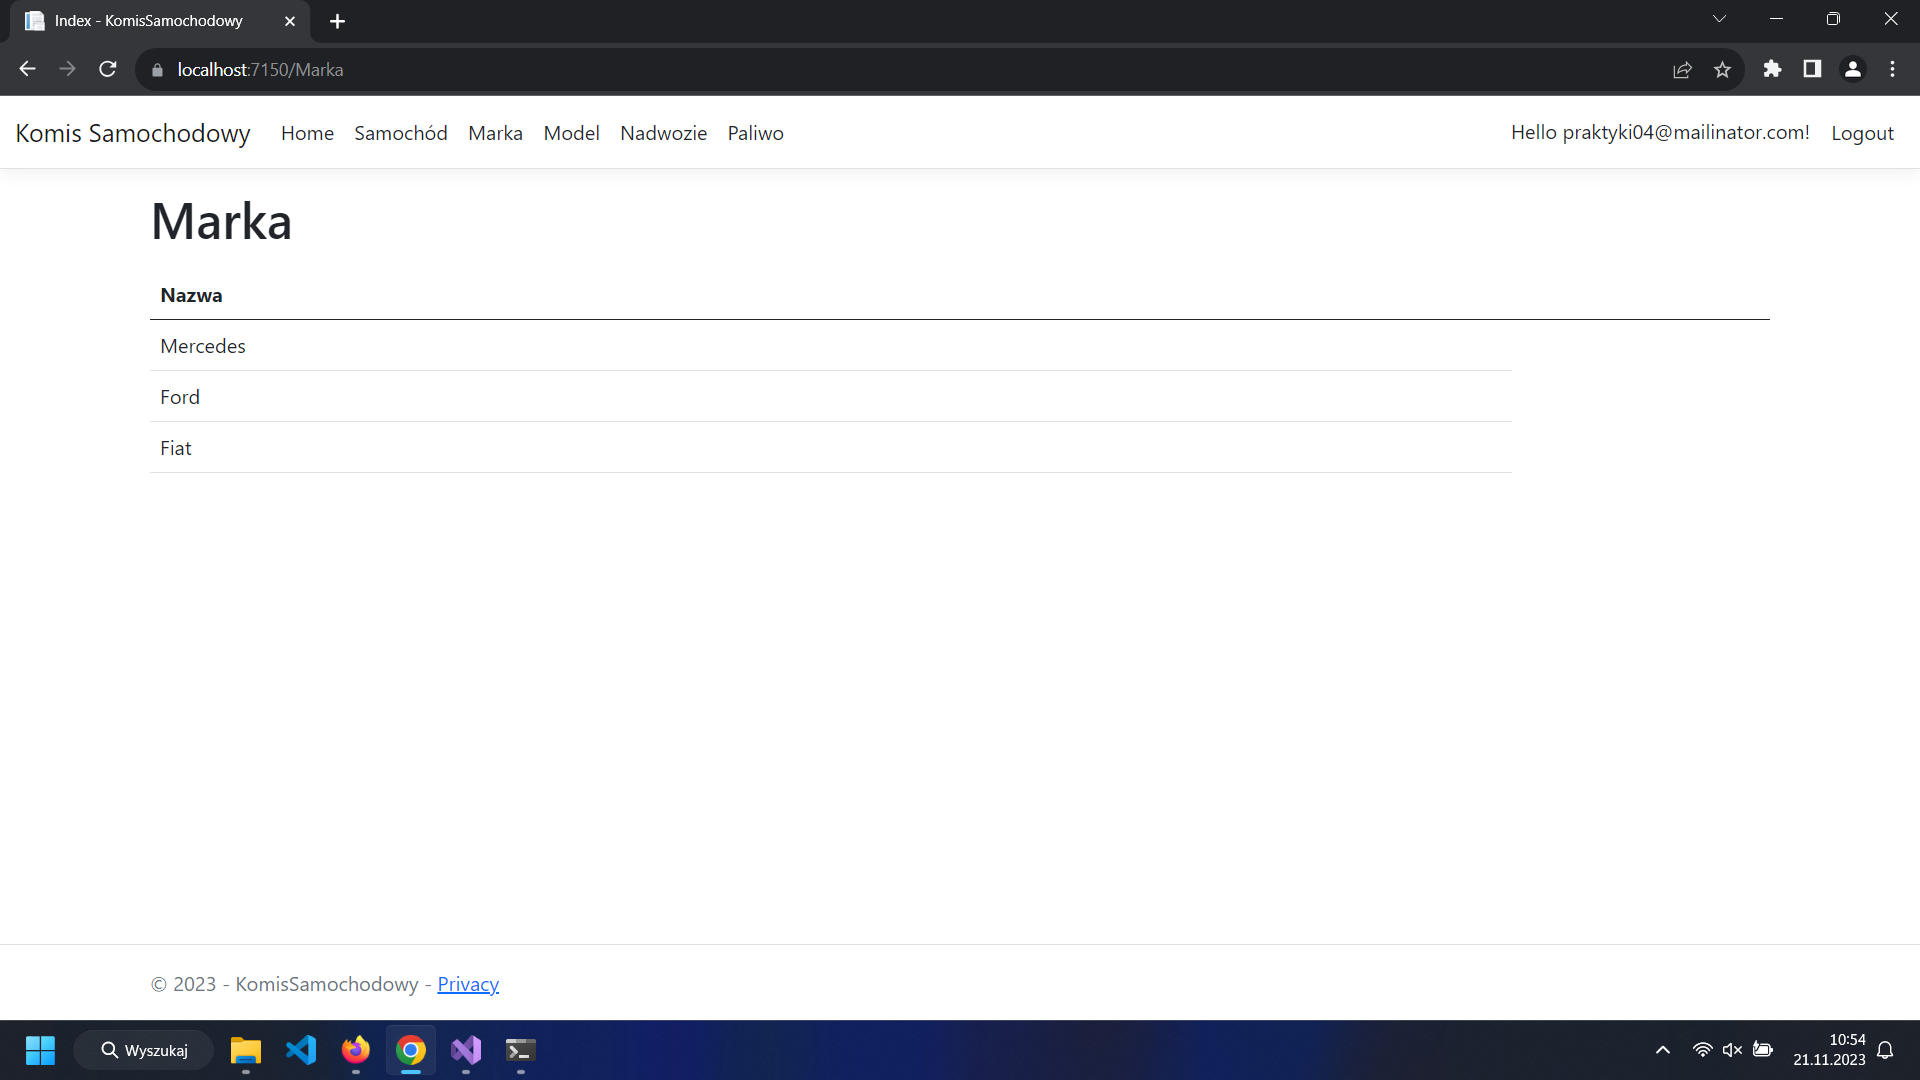 Index - KomisSamochodowy
localhost:7150/Marka
Komis Samochodowy Home Samochód Marka Model Nadwozie Paliwo Hello praktyki04@mailinator.com! Logout
Marka
Nazwa
Mercedes
Ford
Fiat
© 2023 - KomisSamochodowy - Privacy
Wyszukaj
10:54
21.11.2023